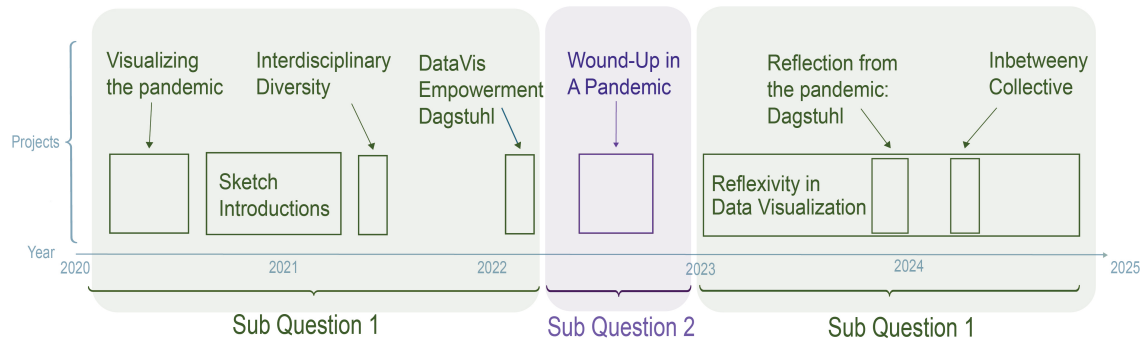 Visualizing
the pandemic
Interdisciplinary
Diversity
DataVis
Empowerment
Dagstuhl
Wound-Up in
A Pandemic
Reflection from
the pandemic:
Dagstuhl
Inbetweeny
Collective
Projects
Sketch
Introductions
Reflexivity in
Data Visualization
Year
2020
2021
2022
2023
2024
2025
Sub Question 1
Sub Question 2
Sub Question 1